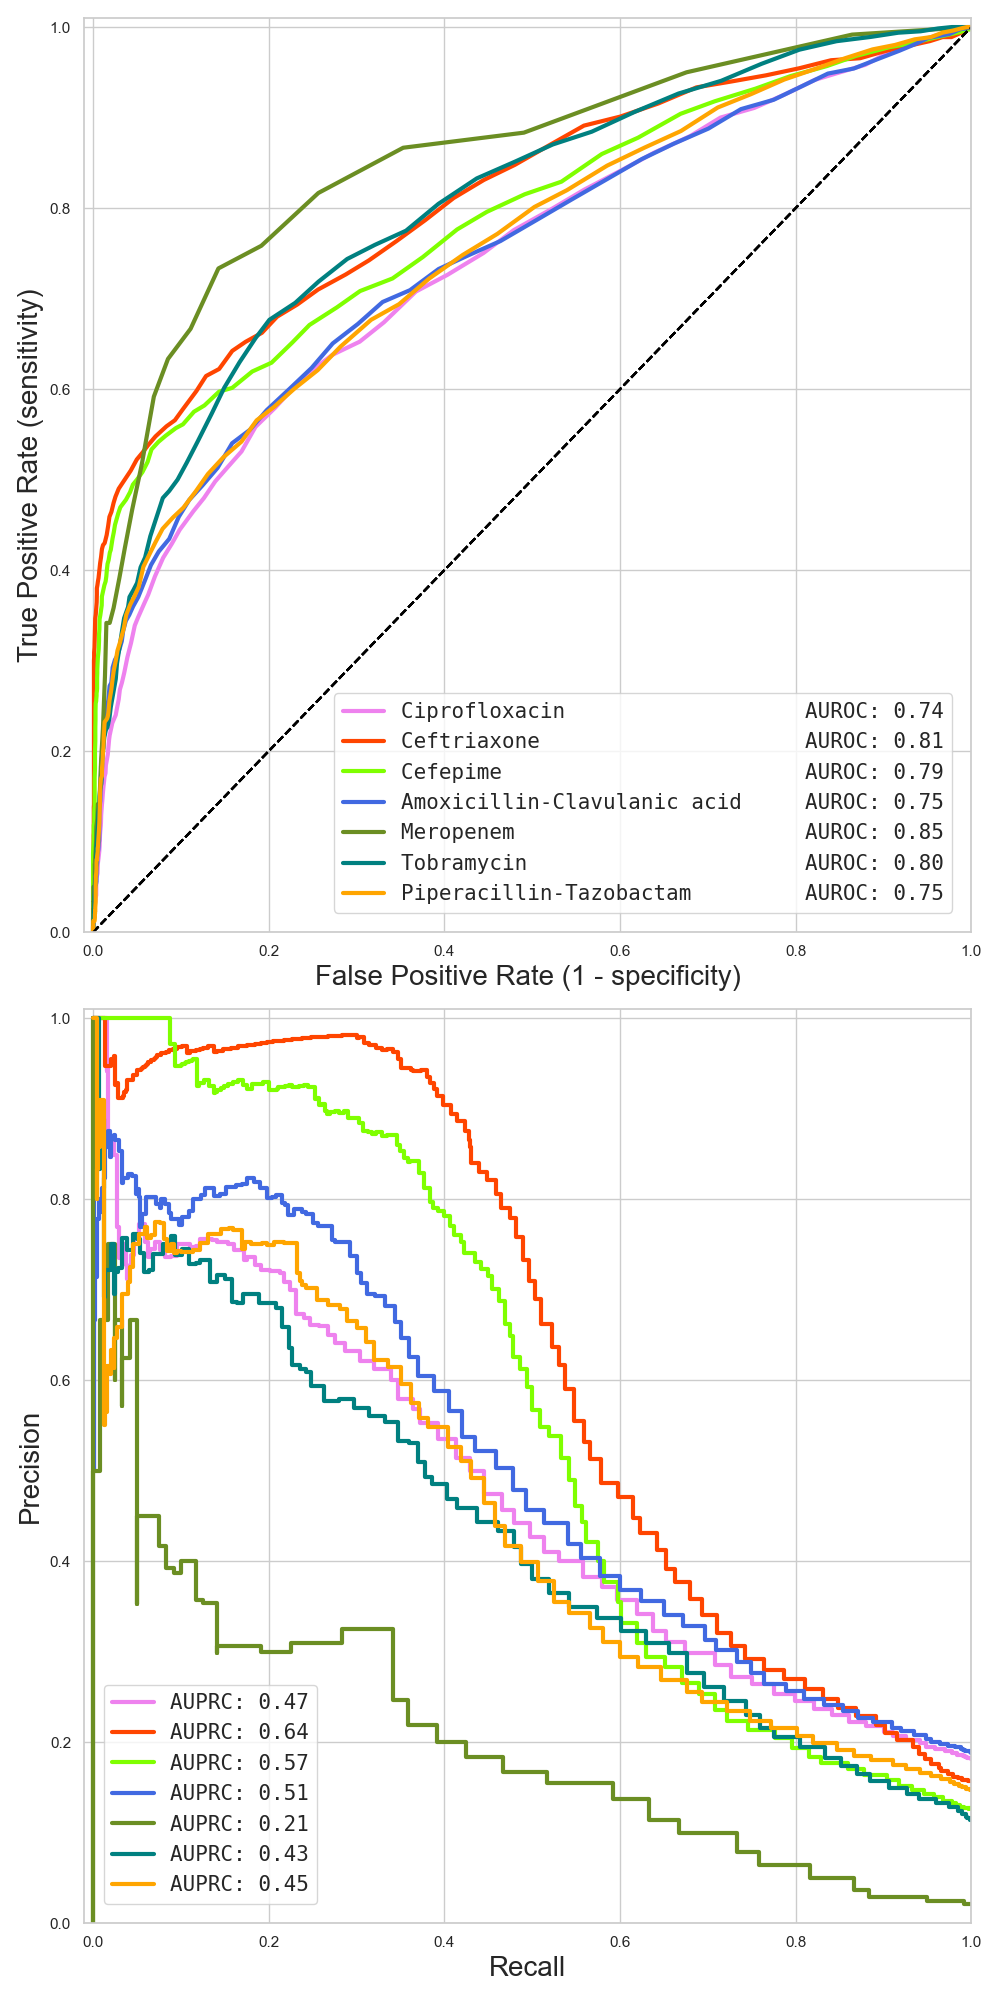 1.0
0.8
0.6
0.4
0.2
0.0
True Positive Rate (sensitivity)
Ciprofloxacin AUROC: 0.74
Ceftriaxone AUROC: 0.81
Cefepime AUROC: 0.79
Amoxicillin-Clavulanic acid AUROC: 0.75
Meropenem AUROC: 0.85
Tobramycin AUROC: 0.80
Piperacillin-Tazobactam AUROC: 0.75
0.0 0.2 0.4 0.6 0.8 1.0
False Positive Rate (1 - specificity)
1.0
0.8
0.6
0.4
0.2
0.0
Precision
AUPRC: 0.47
AUPRC: 0.64
AUPRC: 0.57
AUPRC: 0.51
AUPRC: 0.21
AUPRC: 0.43
AUPRC: 0.45
0.0 0.2 0.4 0.6 0.8 1.0
Recall